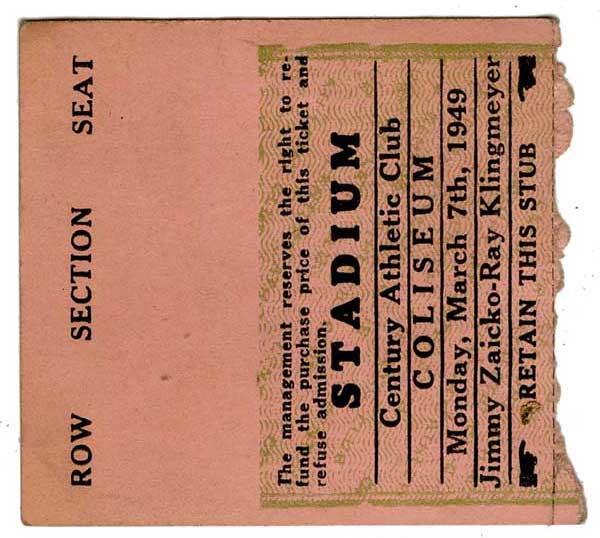 ROW SECTION SEAT
The management reserves the right to re-
fund the purchase price of this ticket and
refuse admission.
STADIUM
Century Athletic Club
COLISEUM
Monday, March 7th, 1949
Jimmy Zaicko-Ray Klingmeyer
RETAIN THIS STUB